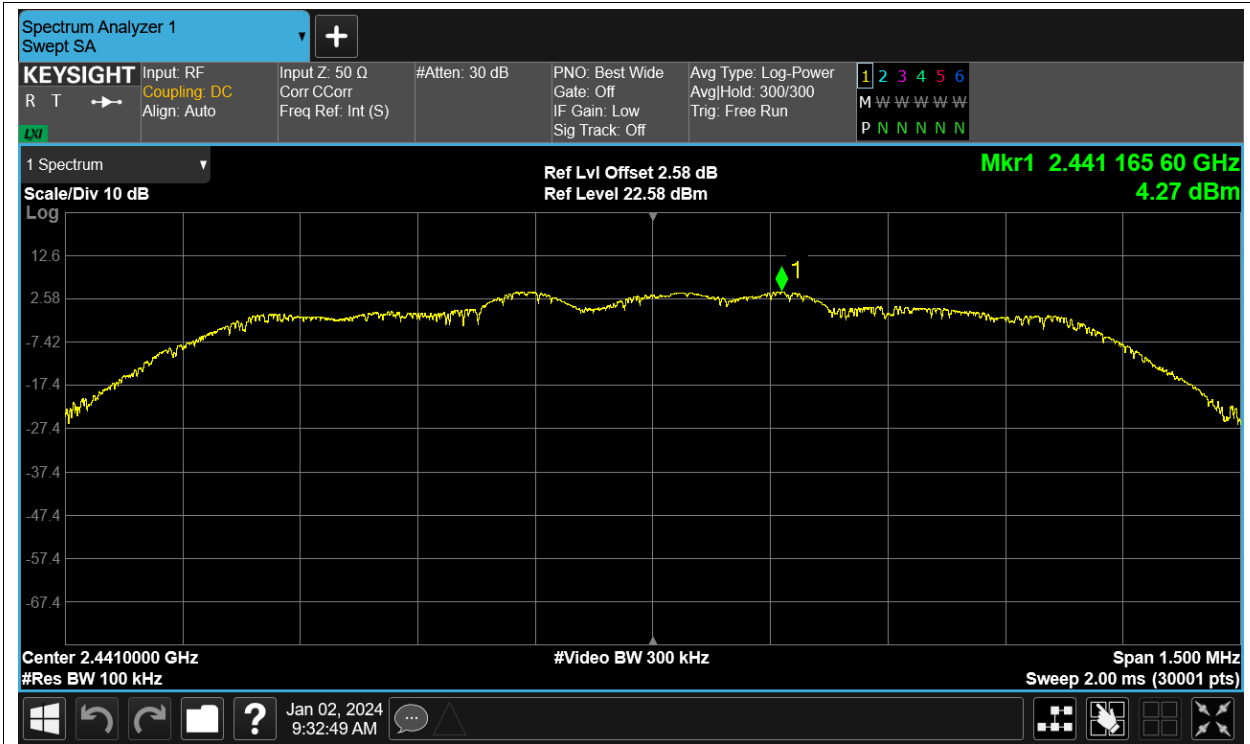 Spectrum Analyzer 1
Swept SA
KEYSIGHT
R T
LXI
Input: RF
Coupling: DC
Align: Auto
Input Z: 50 Ω
Corr CCorr
Freq Ref: Int (S)
#Atten: 30 dB
PNO: Best Wide
Gate: Off
IF Gain: Low
Sig Track: Off
Avg Type: Log-Power
Avg|Hold: 300/300
Trig: Free Run
1 2 3 4 5 6
M W W W W W
P N N N N N
1 Spectrum
Scale/Div 10 dB
Log
Ref Lvl Offset 2.58 dB
Ref Level 22.58 dBm
Mkr1 2.441 165 60 GHz
4.27 dBm
1
12.6
2.58
-7.42
-17.4
-27.4
-37.4
-47.4
-57.4
-67.4
Center 2.4410000 GHz
#Res BW 100 kHz
#Video BW 300 kHz
Span 1.500 MHz
Sweep 2.00 ms (30001 pts)
?
Jan 02, 2024
9:32:49 AM